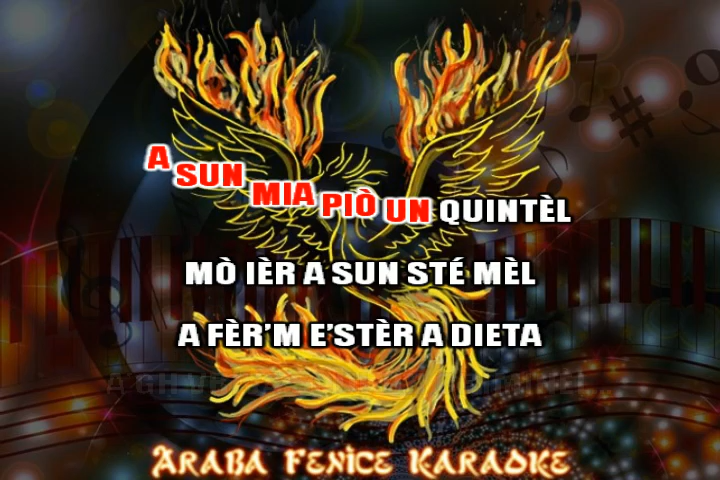 A SUN MIA PIÒ UN QUINTÈL
MÒ IÈR A SUN STÉ MÈL
A FÈR'M E'STÈR A DIETA
ARABA FENICE KARAOKE